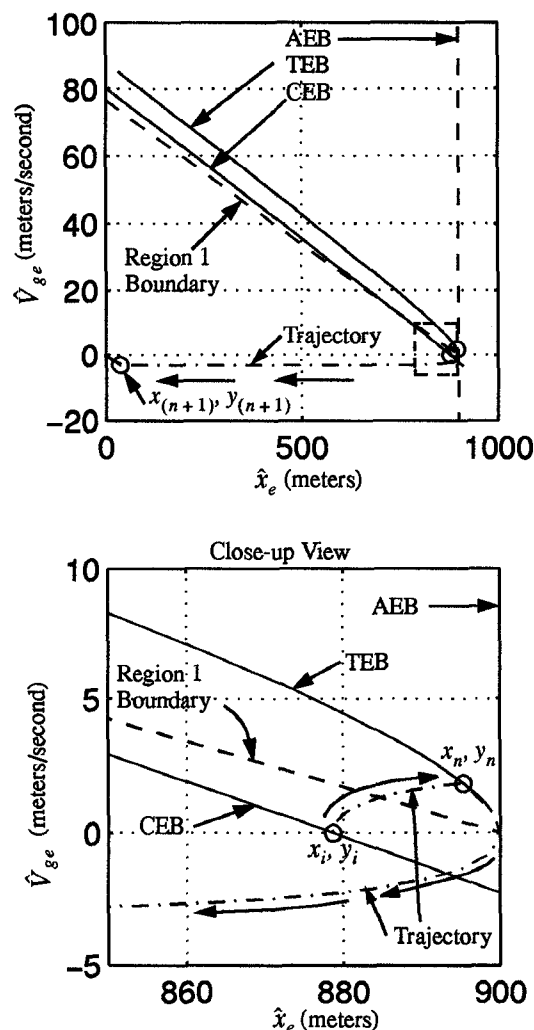 100
80
60
40
20
0
−20
V̂ge (meters/second)
AEB
TEB
CEB
Region 1
Boundary
Trajectory
x(n+1), y(n+1)
0
500
1000
x̂e (meters)
Close-up View
10
5
0
−5
V̂ge (meters/second)
AEB
TEB
Region 1
Boundary
xn, yn
CEB
xi, yi
Trajectory
860
880
900
x̂e (meters)